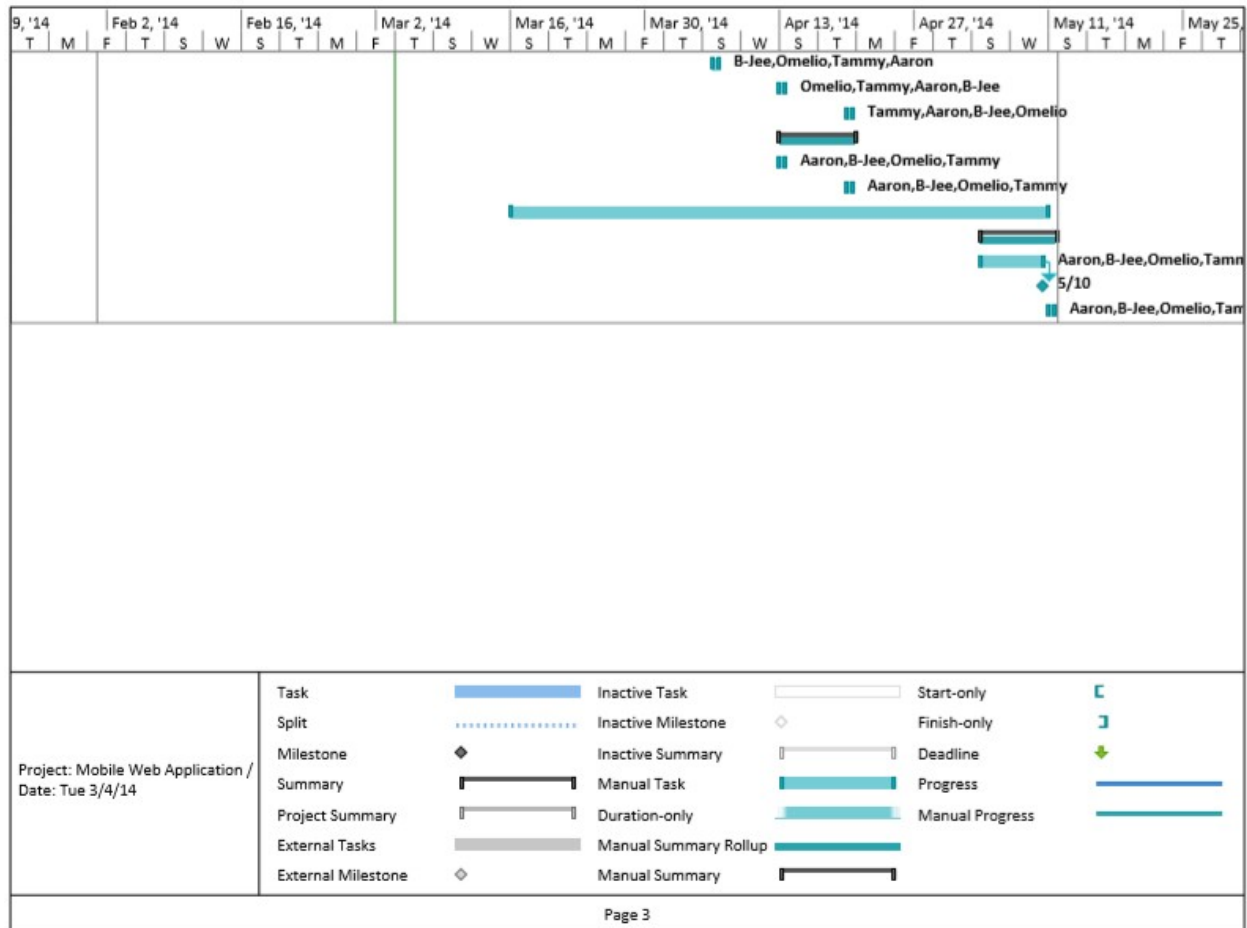 9, '14 Feb 2, '14 Feb 16, '14 Mar 2, '14 Mar 16, '14 Mar 30, '14 Apr 13, '14 Apr 27, '14 May 11, '14 May 25,
T M F T S W S T M F T S W S T M F T S W S T M F T S W S T M F T
B-Jee,Omelio,Tammy,Aaron
Omelio,Tammy,Aaron,B-Jee
Tammy,Aaron,B-Jee,Omelio
Aaron,B-Jee,Omelio,Tammy
Aaron,B-Jee,Omelio,Tammy
Aaron,B-Jee,Omelio,Tamm
5/10
Aaron,B-Jee,Omelio,Tam
Project: Mobile Web Application /
Date: Tue 3/4/14
Task
Split
Milestone
Summary
Project Summary
External Tasks
External Milestone
Inactive Task
Inactive Milestone
Inactive Summary
Manual Task
Duration-only
Manual Summary Rollup
Manual Summary
Start-only
Finish-only
Deadline
Progress
Manual Progress
Page 3